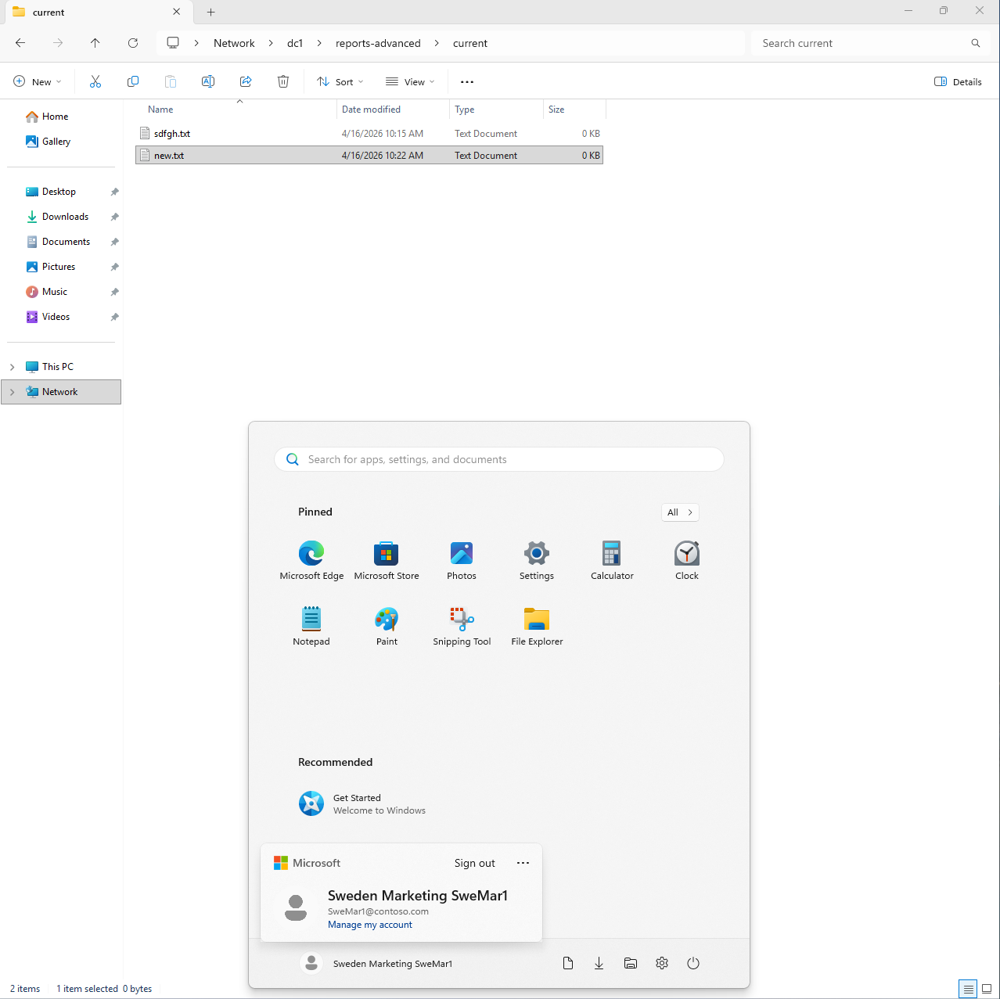 current
Network
dc1
reports-advanced
current
Search current
New
Sort
View
Details
Name
Date modified
Type
Size
sdfgh.txt
4/16/2026 10:15 AM
Text Document
0 KB
new.txt
4/16/2026 10:22 AM
Text Document
0 KB
Home
Gallery
Desktop
Downloads
Documents
Pictures
Music
Videos
This PC
Network
Search for apps, settings, and documents
Pinned
All
Microsoft Edge
Microsoft Store
Photos
Settings
Calculator
Clock
Notepad
Paint
Snipping Tool
File Explorer
Recommended
Get Started
Welcome to Windows
Microsoft
Sign out
Sweden Marketing SweMar1
SweMar1@contoso.com
Manage my account
Sweden Marketing SweMar1
2 items
1 item selected 0 bytes